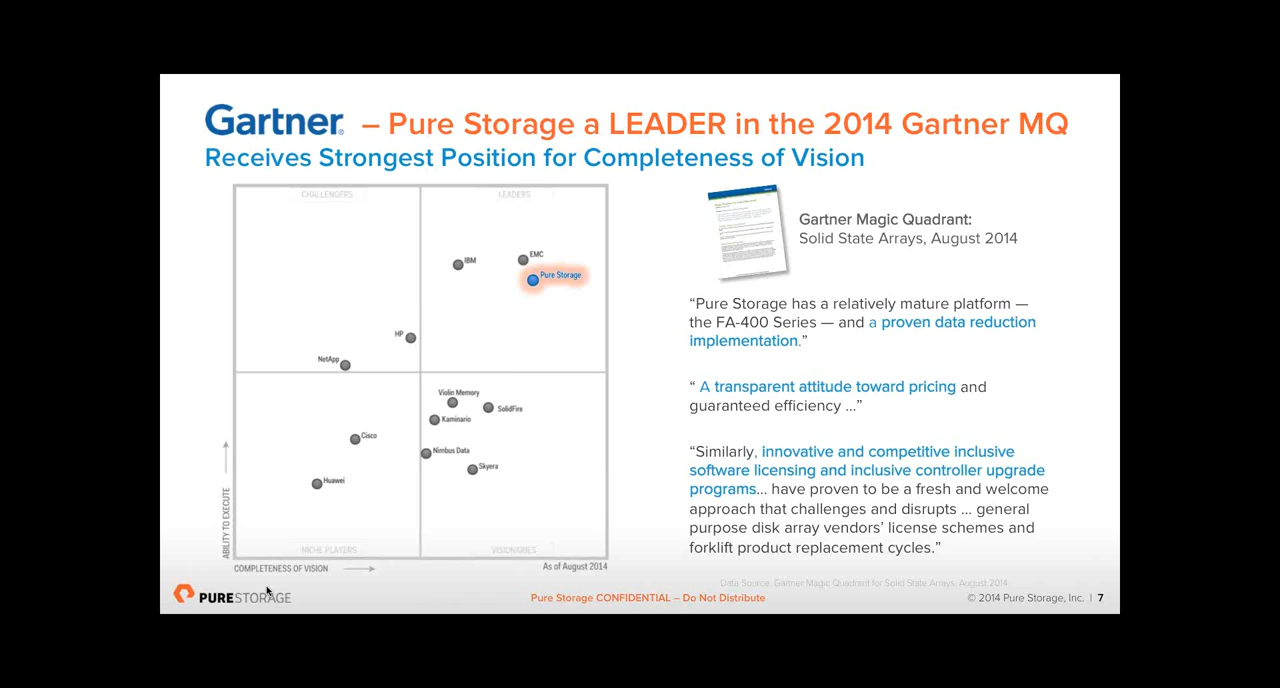 Gartner® – Pure Storage a LEADER in the 2014 Gartner MQ
Receives Strongest Position for Completeness of Vision
CHALLENGERS
LEADERS
IBM
EMC
Pure Storage
HP
NetApp
Violin Memory
SolidFire
Kaminario
Cisco
Nimbus Data
Skyera
Huawei
ABILITY TO EXECUTE
NICHE PLAYERS
VISIONARIES
COMPLETENESS OF VISION
As of August 2014
Gartner Magic Quadrant:
Solid State Arrays, August 2014
“Pure Storage has a relatively mature platform —
the FA-400 Series — and a proven data reduction
implementation.”
“ A transparent attitude toward pricing and
guaranteed efficiency ...”
“Similarly, innovative and competitive inclusive
software licensing and inclusive controller upgrade
programs... have proven to be a fresh and welcome
approach that challenges and disrupts ... general
purpose disk array vendors’ license schemes and
forklift product replacement cycles.”
Data Source: Gartner Magic Quadrant for Solid State Arrays, August 2014
PURESTORAGE
Pure Storage CONFIDENTIAL – Do Not Distribute
© 2014 Pure Storage, Inc. | 7